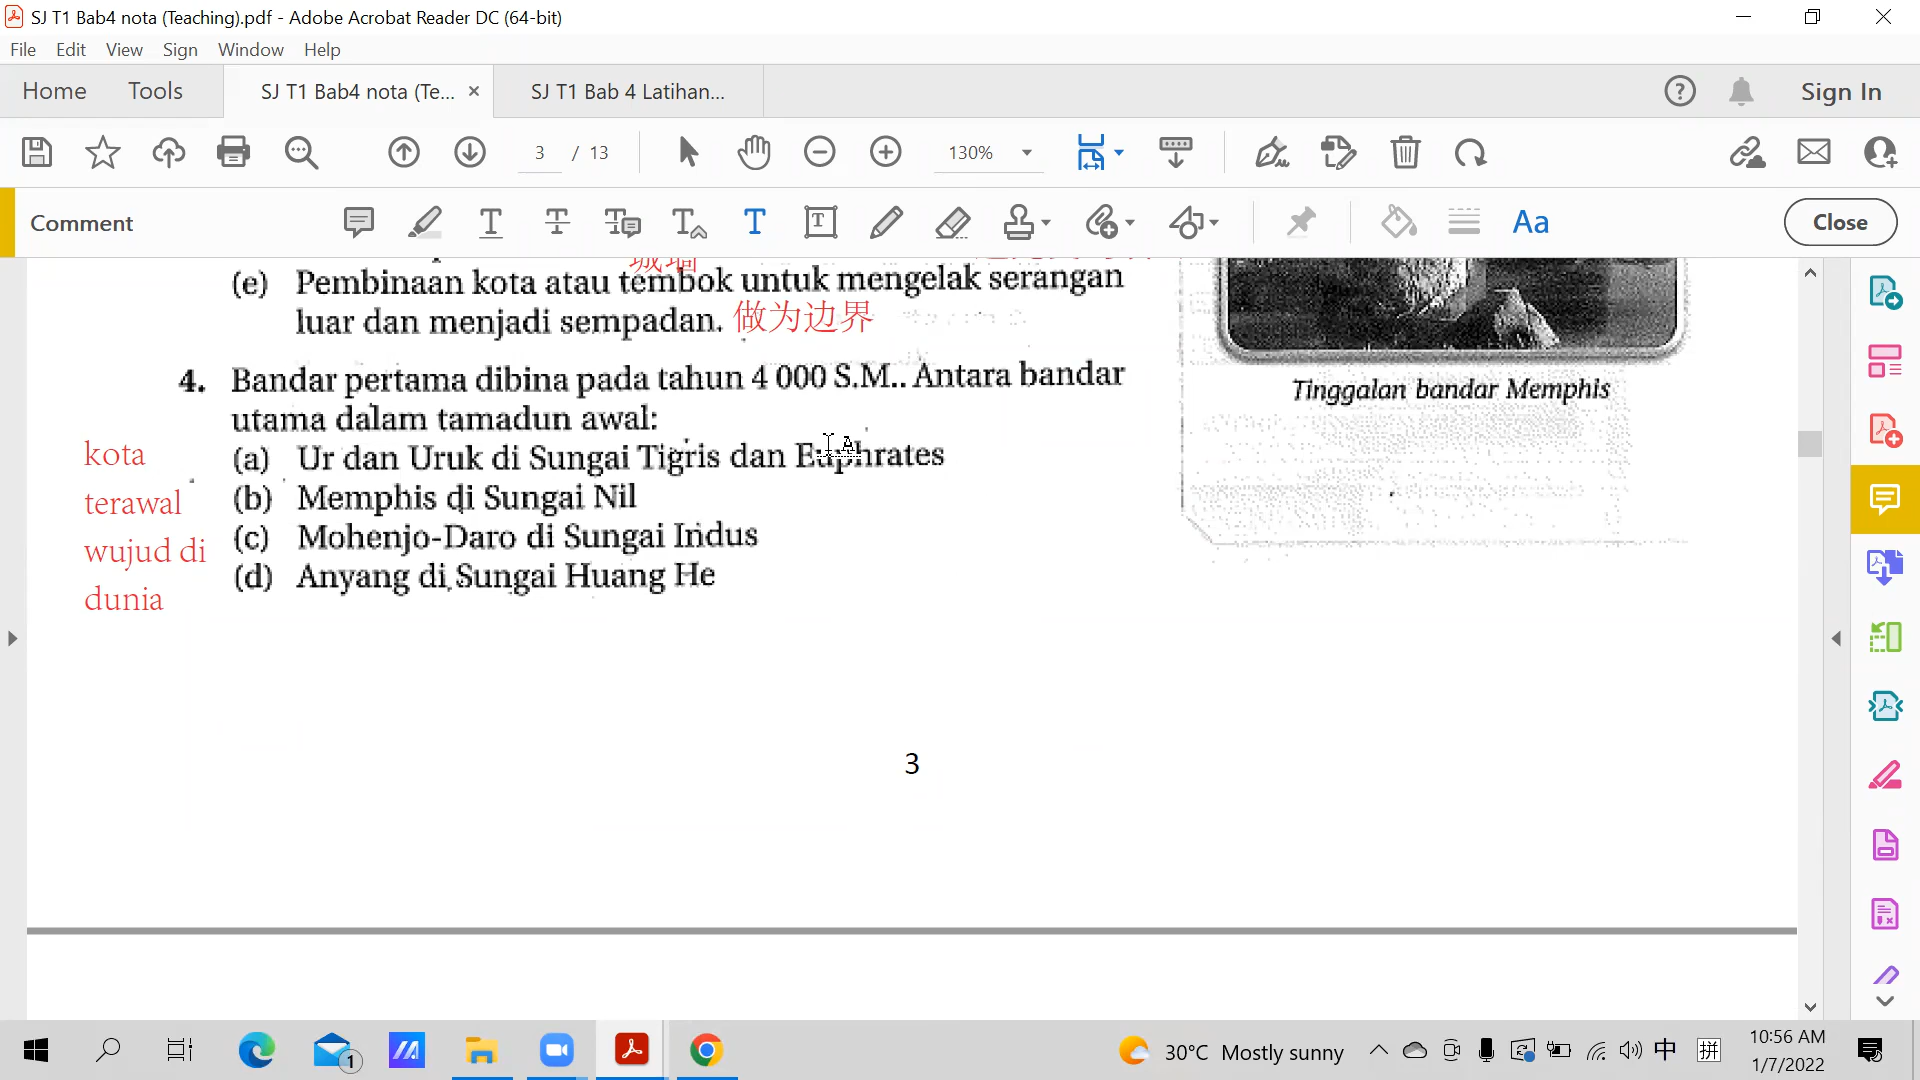 SJ T1 Bab4 nota (Teaching).pdf - Adobe Acrobat Reader DC (64-bit)
File Edit View Sign Window Help
Home Tools SJ T1 Bab4 nota (Te... × SJ T1 Bab 4 Latihan... Sign In
3 / 13 130%
Comment Aa Close
(e) Pembinaan kota atau tembok untuk mengelak serangan
luar dan menjadi sempadan. 做为边界
4. Bandar pertama dibina pada tahun 4 000 S.M.. Antara bandar
utama dalam tamadun awal:
(a) Ur dan Uruk di Sungai Tigris dan Euphrates
(b) Memphis di Sungai Nil
(c) Mohenjo-Daro di Sungai Indus
(d) Anyang di Sungai Huang He
kota
terawal
wujud di
dunia
Tinggalan bandar Memphis
3
30°C Mostly sunny 中 拼 10:56 AM
1/7/2022